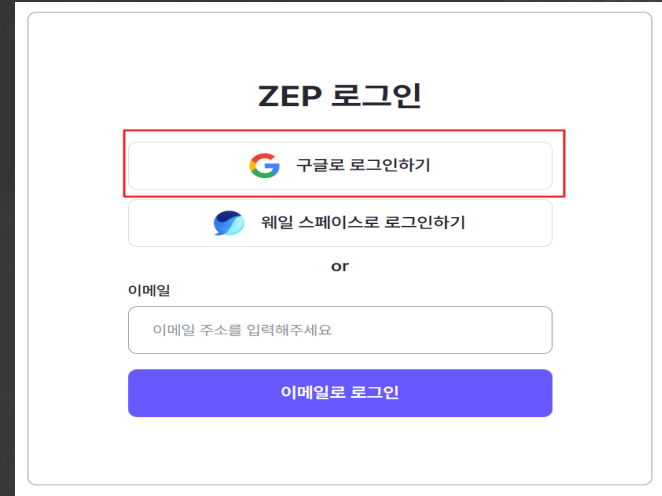 ZEP 로그인
구글로 로그인하기
웨일 스페이스로 로그인하기
or
이메일
이메일 주소를 입력해주세요
이메일로 로그인